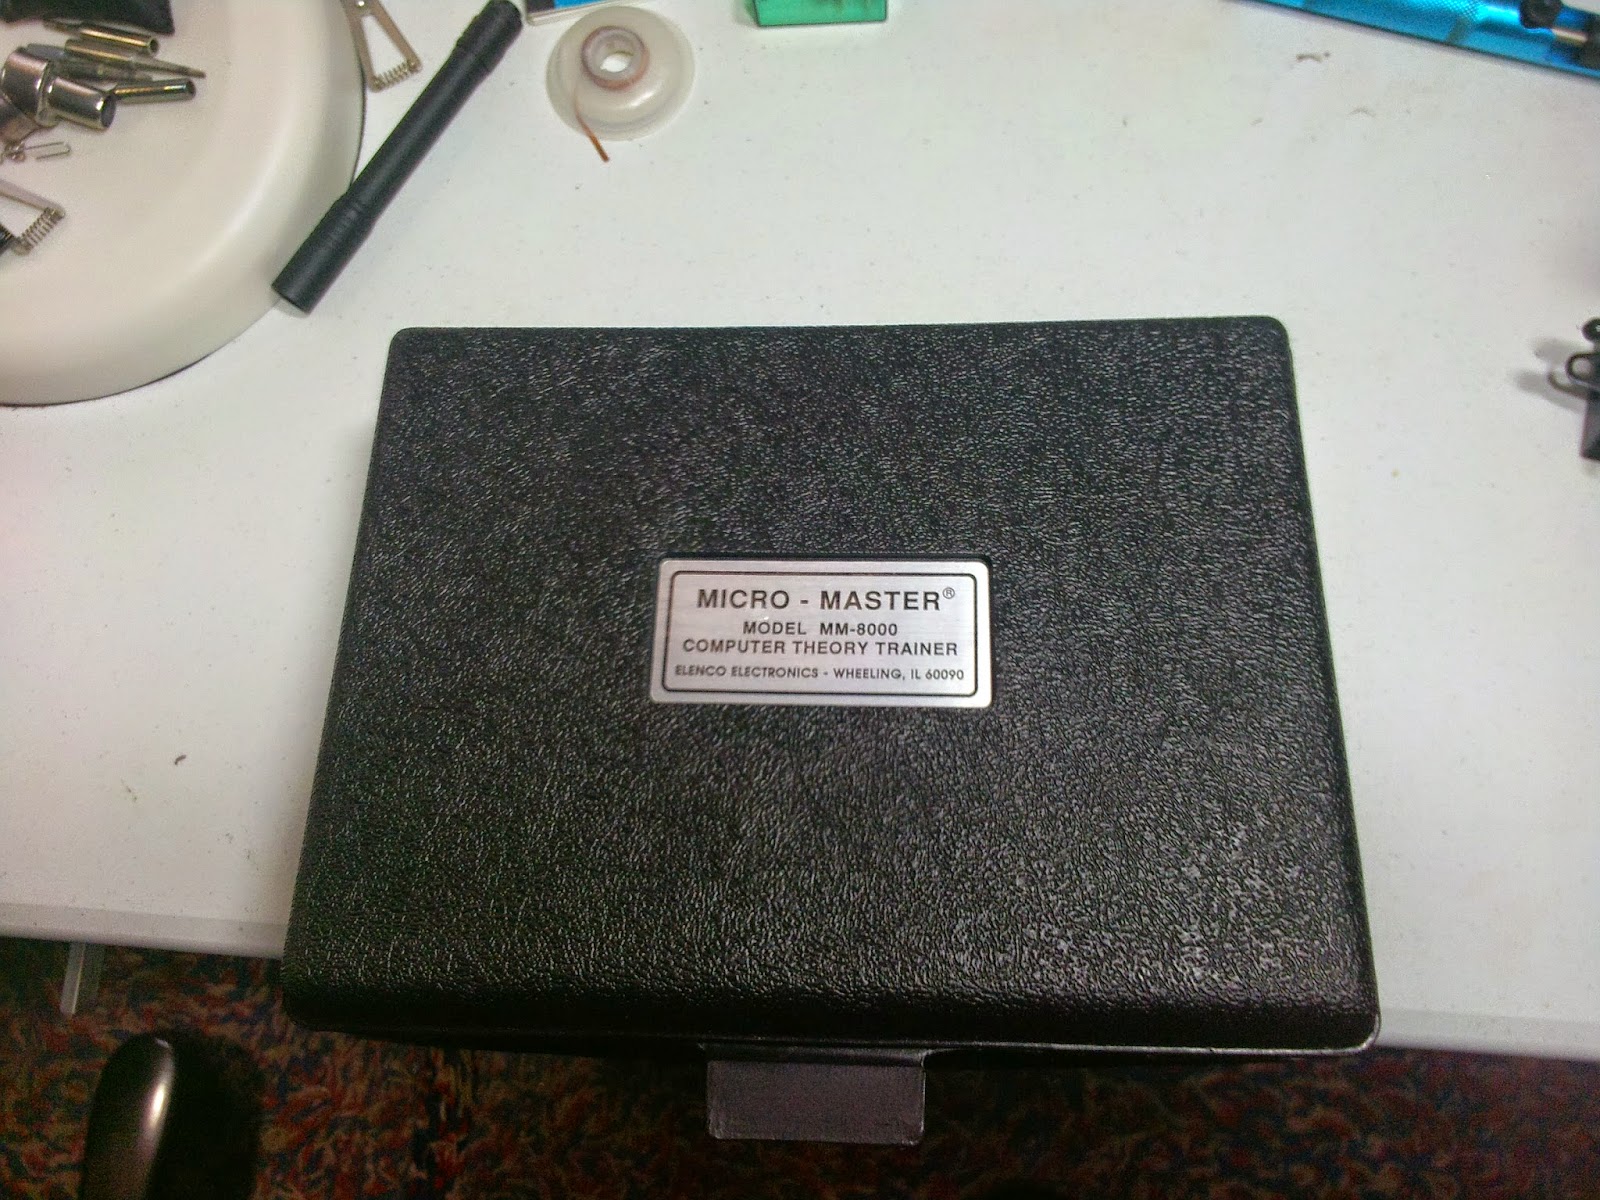 MICRO - MASTER®
MODEL MM-8000
COMPUTER THEORY TRAINER
ELENCO ELECTRONICS - WHEELING, IL 60090